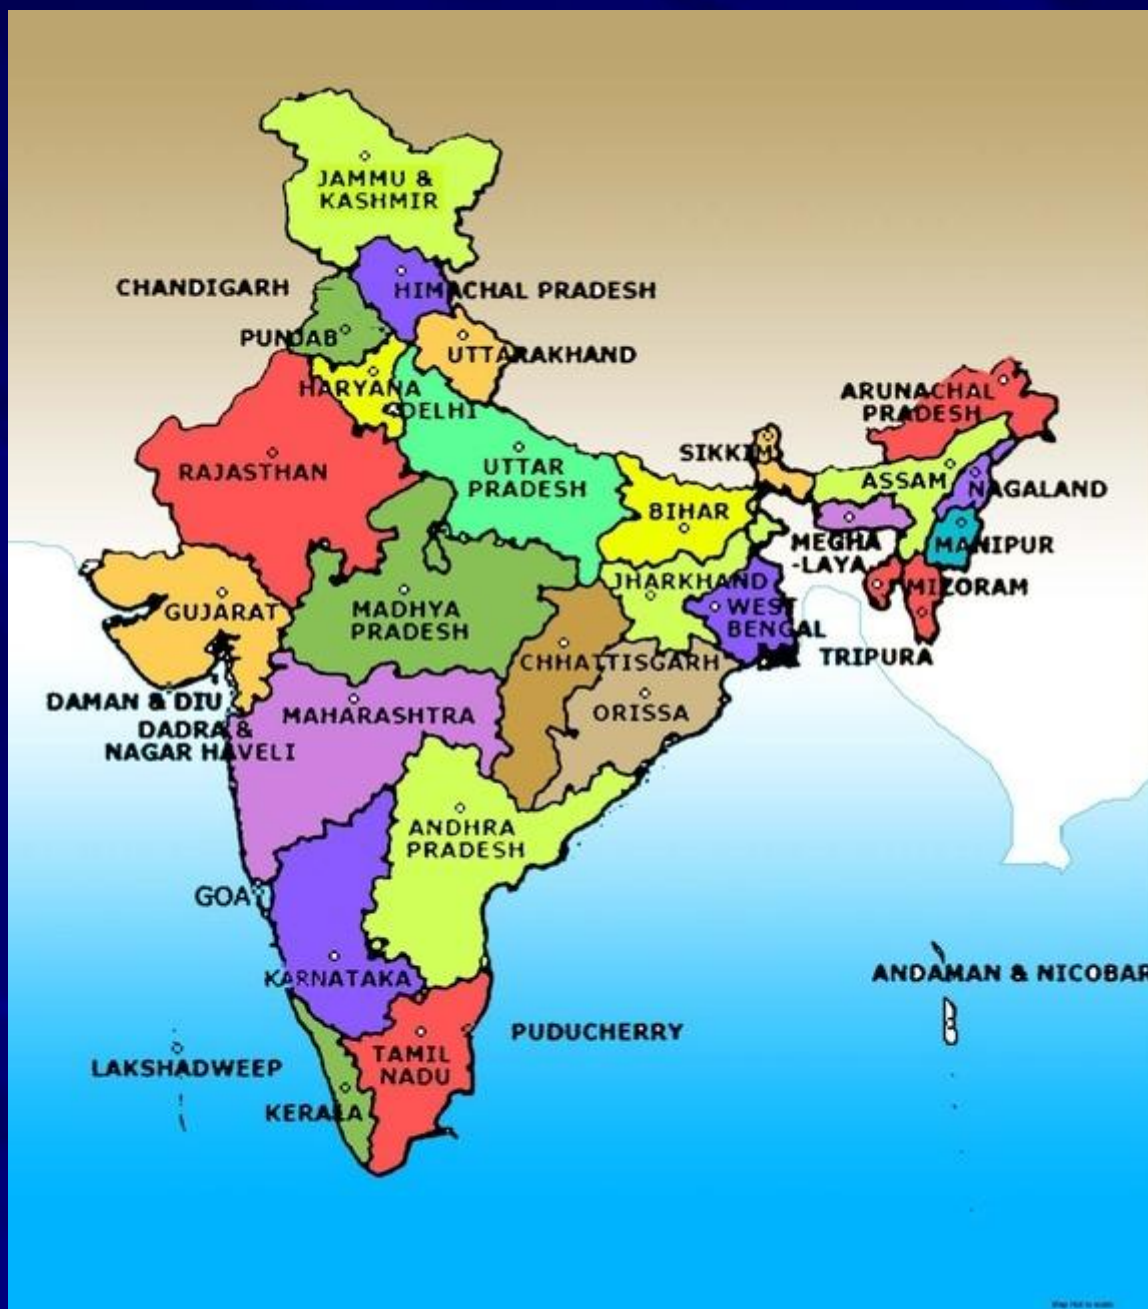 JAMMU &
KASHMIR
CHANDIGARH
HIMACHAL PRADESH
PUNJAB
UTTARAKHAND
HARYANA
DELHI
ARUNACHAL
PRADESH
SIKKIM
RAJASTHAN
UTTAR
PRADESH
ASSAM
NAGALAND
BIHAR
MEGHA
-LAYA
MANIPUR
JHARKHAND
MIZORAM
GUJARAT
MADHYA
PRADESH
WEST
BENGAL
TRIPURA
CHHATTISGARH
DAMAN & DIU
DADRA &
NAGAR HAVELI
MAHARASHTRA
ORISSA
ANDHRA
PRADESH
GOA
KARNATAKA
ANDAMAN & NICOBAR
PUDUCHERRY
LAKSHADWEEP
TAMIL
NADU
KERALA